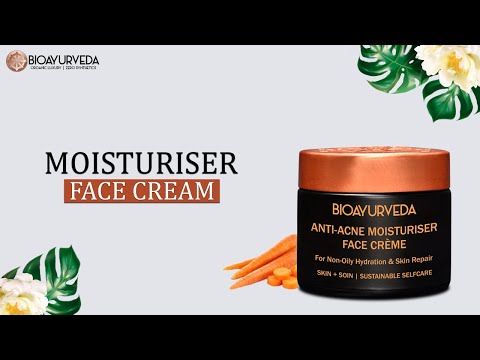 BIOAYURVEDA
ORGANIC LUXURY | ZERO SYNTHETICS
MOISTURISER
FACE CREAM
BIOAYURVEDA
ANTI-ACNE MOISTURISER
FACE CRÈME
For Non-Oily Hydration & Skin Repair
SKIN + SOIN | SUSTAINABLE SELFCARE